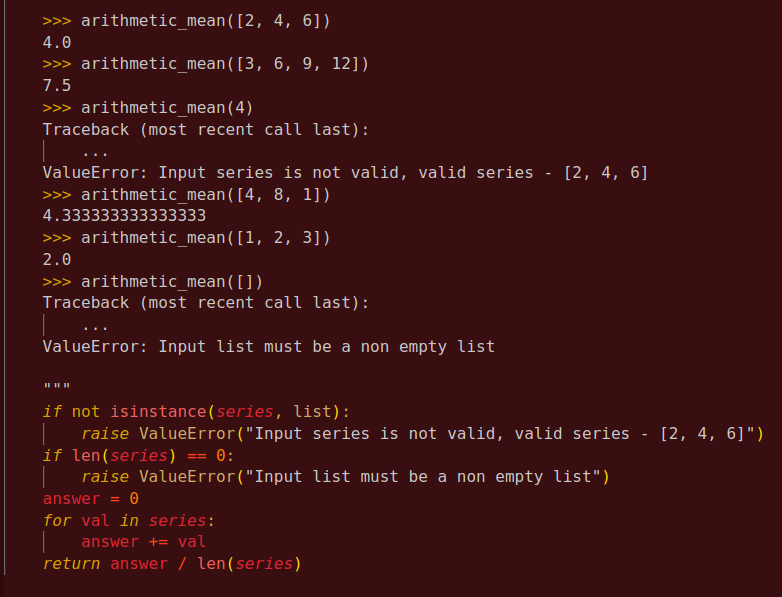 >>> arithmetic_mean([2, 4, 6])
4.0
>>> arithmetic_mean([3, 6, 9, 12])
7.5
>>> arithmetic_mean(4)
Traceback (most recent call last):
    ...
ValueError: Input series is not valid, valid series - [2, 4, 6]
>>> arithmetic_mean([4, 8, 1])
4.333333333333333
>>> arithmetic_mean([1, 2, 3])
2.0
>>> arithmetic_mean([])
Traceback (most recent call last):
    ...
ValueError: Input list must be a non empty list

"""
if not isinstance(series, list):
    raise ValueError("Input series is not valid, valid series - [2, 4, 6]")
if len(series) == 0:
    raise ValueError("Input list must be a non empty list")
answer = 0
for val in series:
    answer += val
return answer / len(series)